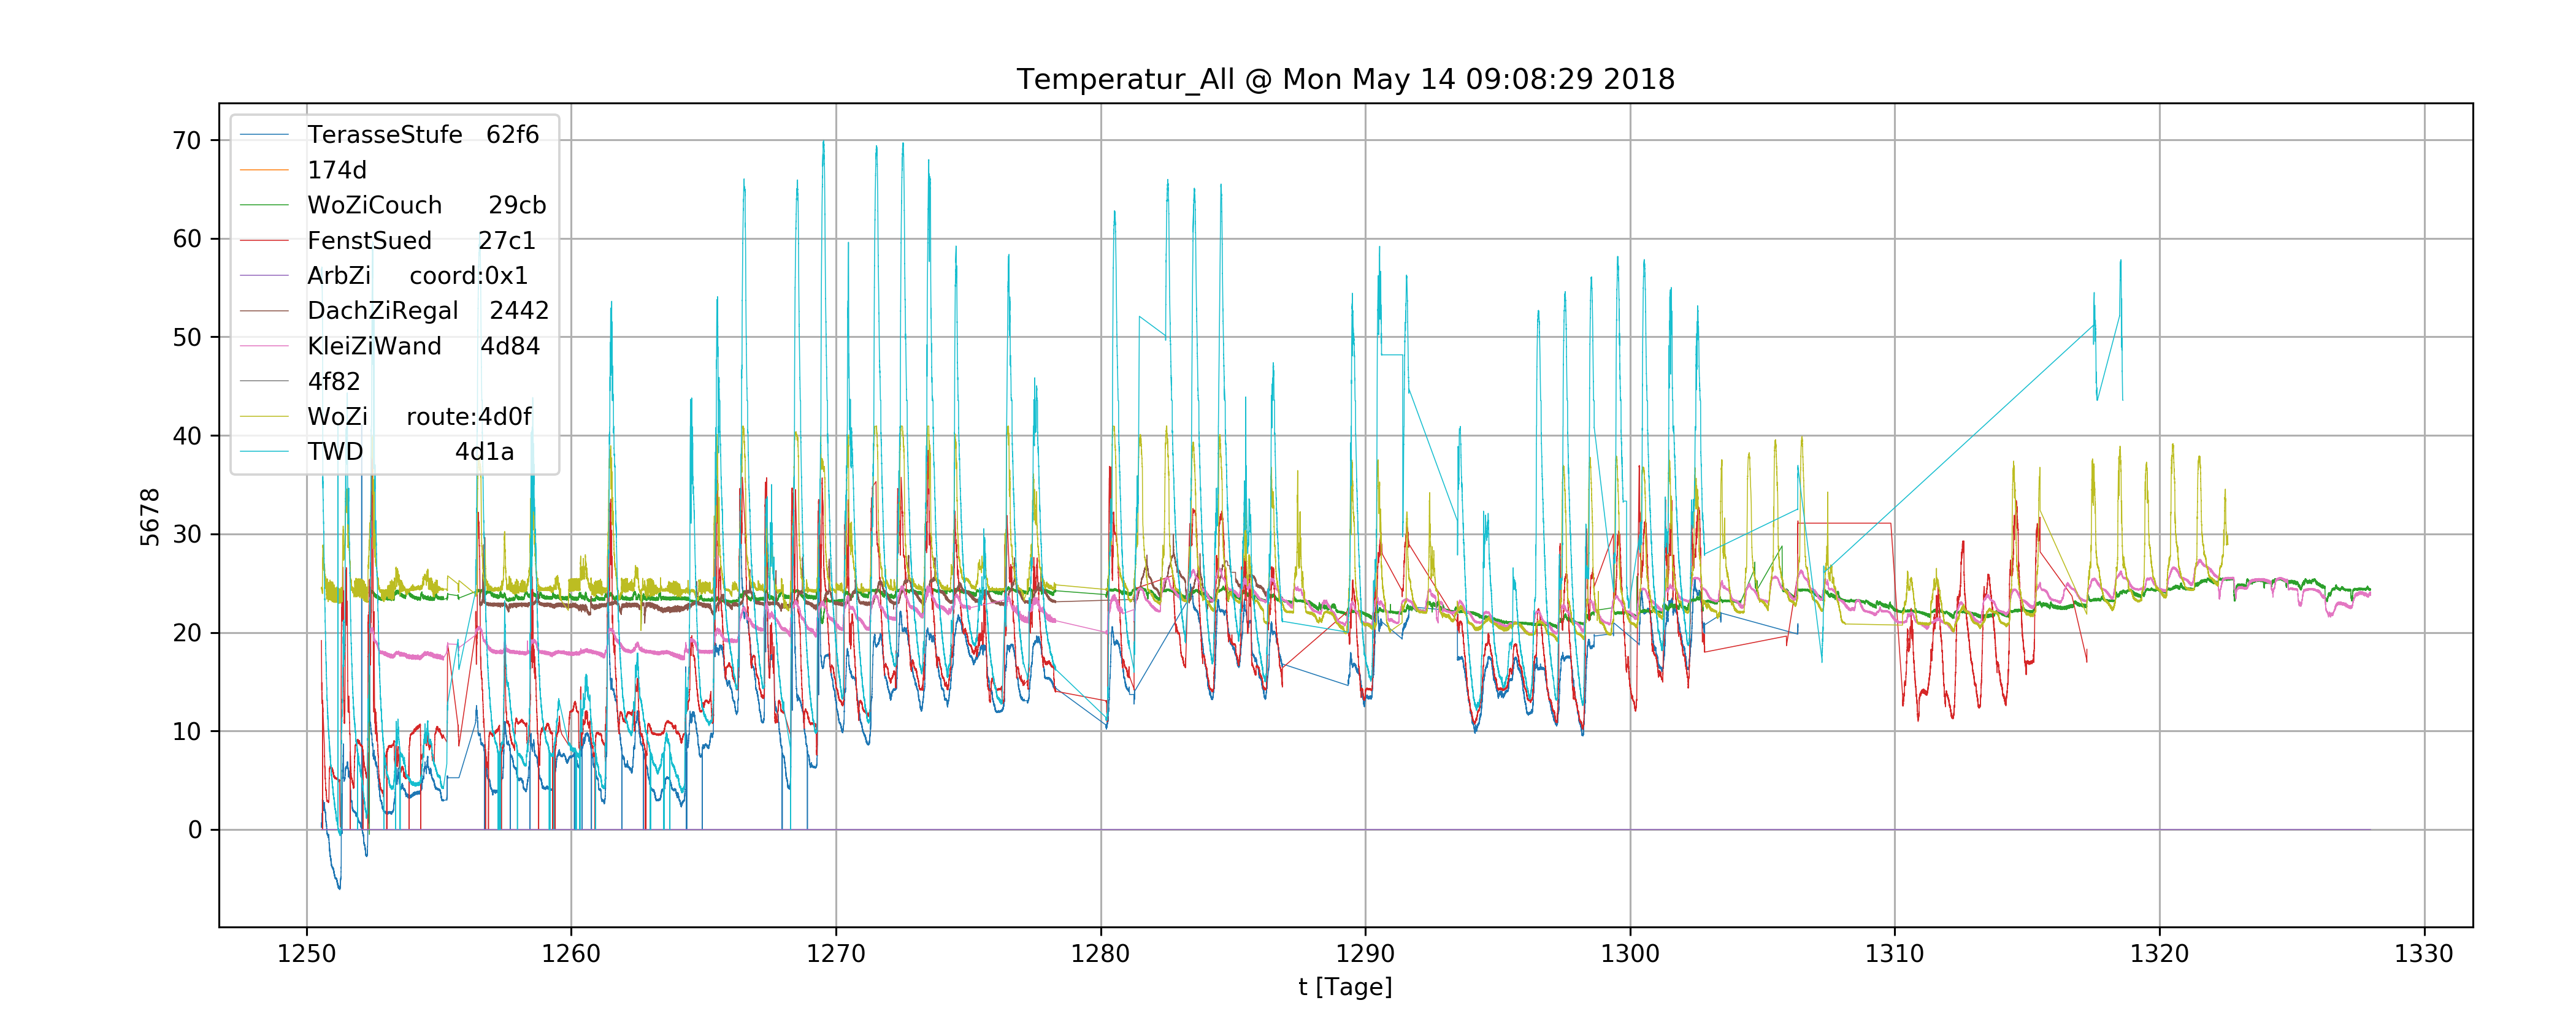 Temperatur_All @ Mon May 14 09:08:29 2018
TerasseStufe 62f6
174d
WoZiCouch 29cb
FenstSued 27c1
ArbZi coord:0x1
DachZiRegal 2442
KleiZiWand 4d84
4f82
WoZi route:4d0f
TWD 4d1a
70
60
50
40
30
20
10
0
5678
1250 1260 1270 1280 1290 1300 1310 1320 1330
t [Tage]